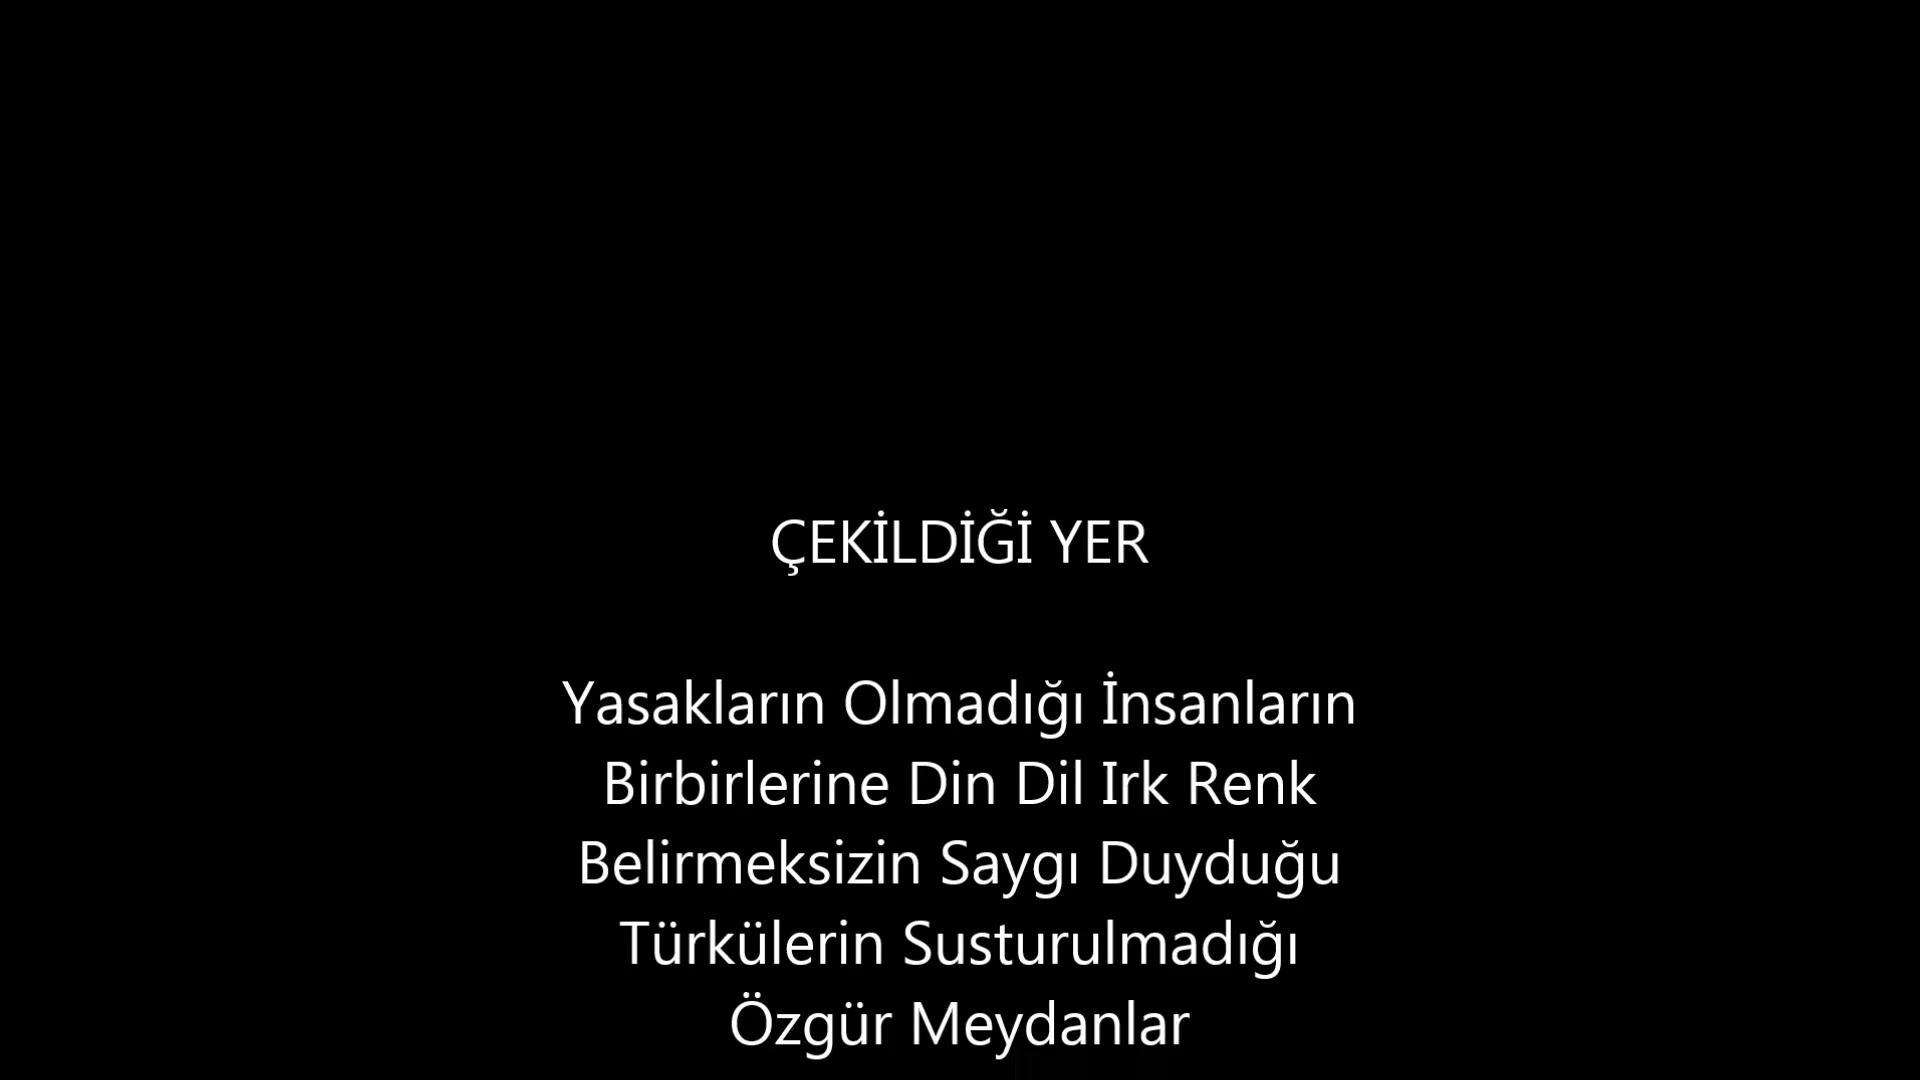 ÇEKİLDİĞİ YER
Yasakların Olmadığı İnsanların
Birbirlerine Din Dil Irk Renk
Belirmeksizin Saygı Duyduğu
Türkülerin Susturulmadığı
Özgür Meydanlar